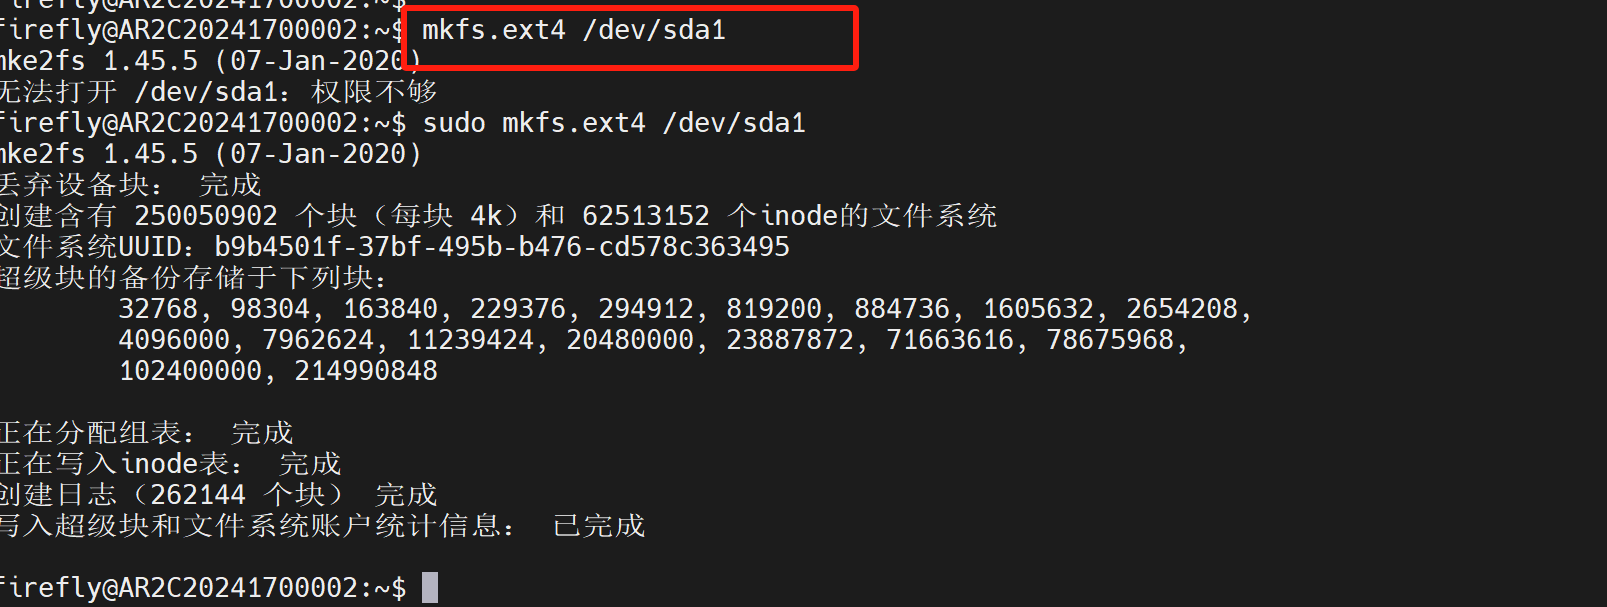 firefly@AR2C20241700002:~$
firefly@AR2C20241700002:~$ mkfs.ext4 /dev/sda1
mke2fs 1.45.5 (07-Jan-2020)
无法打开 /dev/sda1：权限不够
firefly@AR2C20241700002:~$ sudo mkfs.ext4 /dev/sda1
mke2fs 1.45.5 (07-Jan-2020)
丢弃设备块： 完成
创建含有 250050902 个块（每块 4k）和 62513152 个inode的文件系统
文件系统UUID：b9b4501f-37bf-495b-b476-cd578c363495
超级块的备份存储于下列块：
32768, 98304, 163840, 229376, 294912, 819200, 884736, 1605632, 2654208,
4096000, 7962624, 11239424, 20480000, 23887872, 71663616, 78675968,
102400000, 214990848
正在分配组表： 完成
正在写入inode表： 完成
创建日志（262144 个块） 完成
写入超级块和文件系统账户统计信息： 已完成
firefly@AR2C20241700002:~$